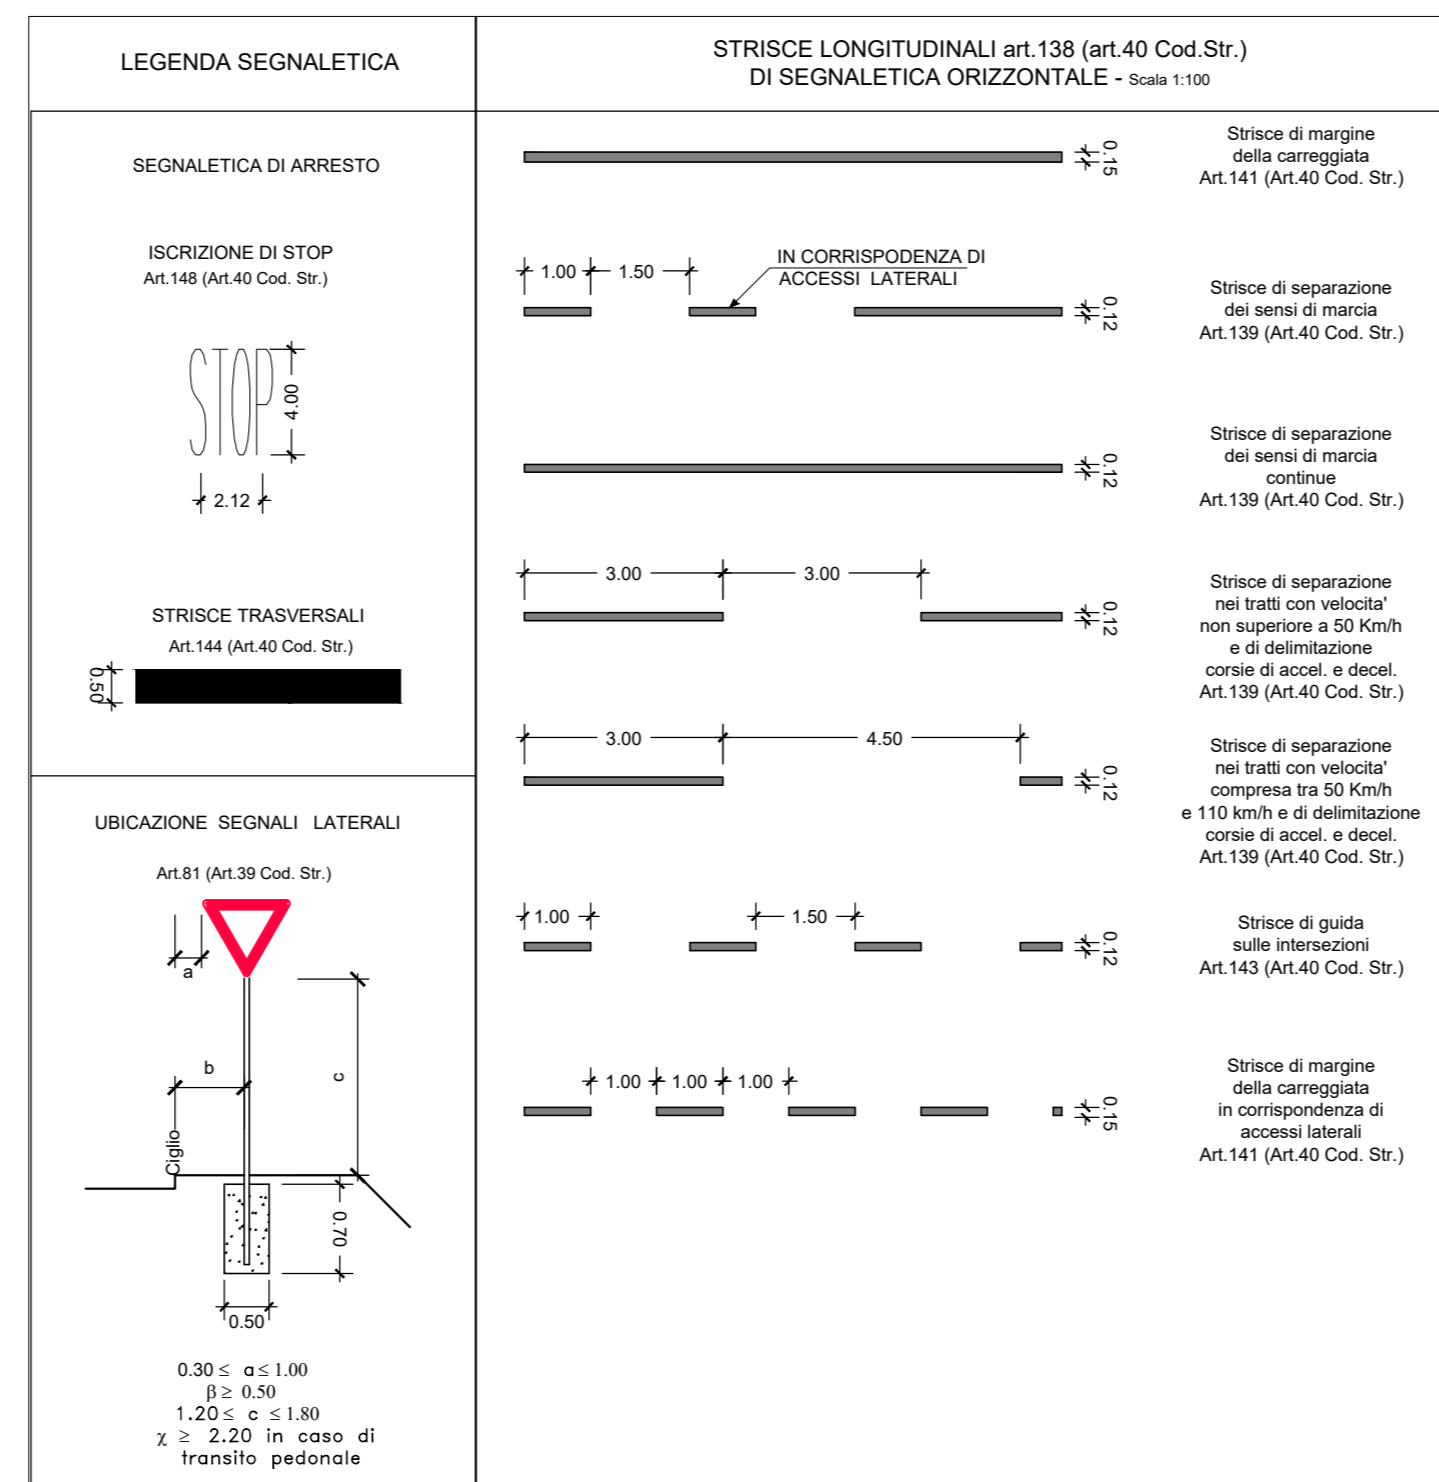 LEGENDA SEGNALETICA
STRISCE LONGITUDINALI art.138 (art.40 Cod.Str.)
DI SEGNALETICA ORIZZONTALE - Scala 1:100
SEGNALETICA DI ARRESTO
ISCRIZIONE DI STOP
Art.148 (Art.40 Cod. Str.)
STOP
4.00
2.12
STRISCE TRASVERSALI
Art.144 (Art.40 Cod. Str.)
0.50
UBICAZIONE SEGNALI LATERALI
Art.81 (Art.39 Cod. Str.)
a
b
c
Ciglio
0.70
0.50
0.30 ≤ a ≤ 1.00
β ≥ 0.50
1.20 ≤ c ≤ 1.80
χ ≥ 2.20 in caso di
transito pedonale
0.15
Strisce di margine
della carreggiata
Art.141 (Art.40 Cod. Str.)
1.00
1.50
IN CORRISPODENZA DI
ACCESSI LATERALI
0.12
Strisce di separazione
dei sensi di marcia
Art.139 (Art.40 Cod. Str.)
0.12
Strisce di separazione
dei sensi di marcia
continue
Art.139 (Art.40 Cod. Str.)
3.00
3.00
0.12
Strisce di separazione
nei tratti con velocita'
non superiore a 50 Km/h
e di delimitazione
corsie di accel. e decel.
Art.139 (Art.40 Cod. Str.)
3.00
4.50
0.12
Strisce di separazione
nei tratti con velocita'
compresa tra 50 Km/h
e 110 km/h e di delimitazione
corsie di accel. e decel.
Art.139 (Art.40 Cod. Str.)
1.00
1.50
0.12
Strisce di guida
sulle intersezioni
Art.143 (Art.40 Cod. Str.)
1.00
1.00
1.00
0.15
Strisce di margine
della carreggiata
in corrispondenza di
accessi laterali
Art.141 (Art.40 Cod. Str.)